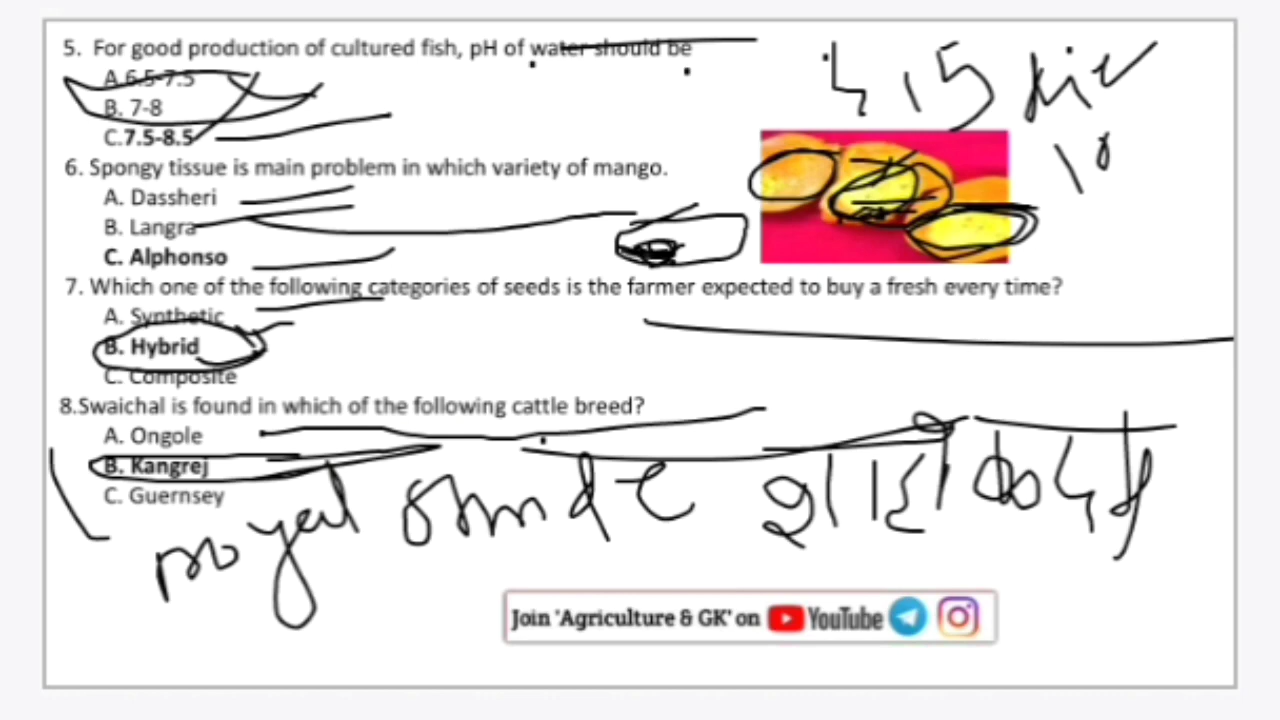 5. For good production of cultured fish, pH of water should be
A.6.5-7.5
B. 7-8
C.7.5-8.5
6. Spongy tissue is main problem in which variety of mango.
A. Dassheri
B. Langra
C. Alphonso
7. Which one of the following categories of seeds is the farmer expected to buy a fresh every time?
A. Synthetic
B. Hybrid
C. Composite
8.Swaichal is found in which of the following cattle breed?
A. Ongole
B. Kangrej
C. Guernsey
Join 'Agriculture & GK' on YouTube